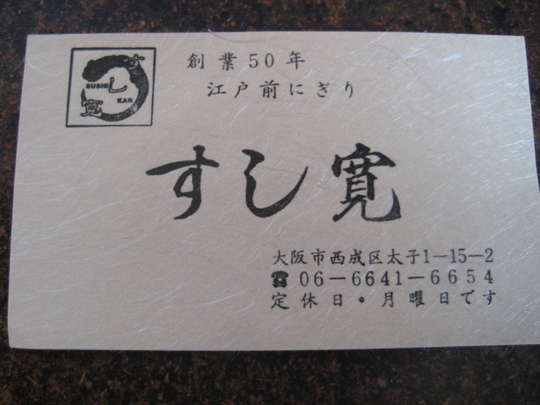 すし寛
SUSHI KAN
創業50年
江戸前にぎり
すし寛
大阪市西成区太子1－15－2
☎06－6641－6654
定休日・月曜日です